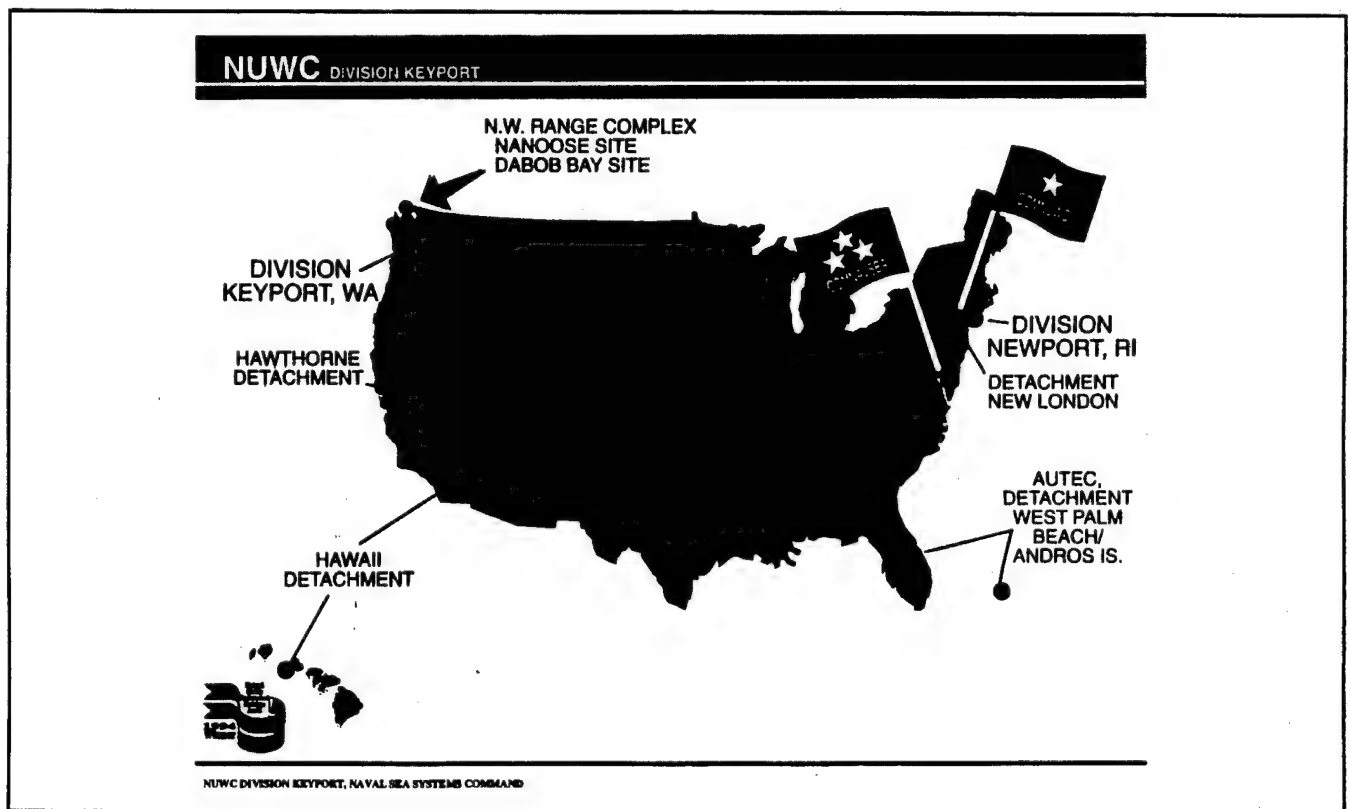 NUWC DIVISION KEYPORT
N.W. RANGE COMPLEX
NANOOSE SITE
DABOB BAY SITE
DIVISION
KEYPORT, WA
HAWTHORNE
DETACHMENT
DIVISION
NEWPORT, RI
DETACHMENT
NEW LONDON
AUTEC,
DETACHMENT
WEST PALM
BEACH/
ANDROS IS.
HAWAII
DETACHMENT
1994
NUWC DIVISION KEYPORT, NAVAL SEA SYSTEMS COMMAND